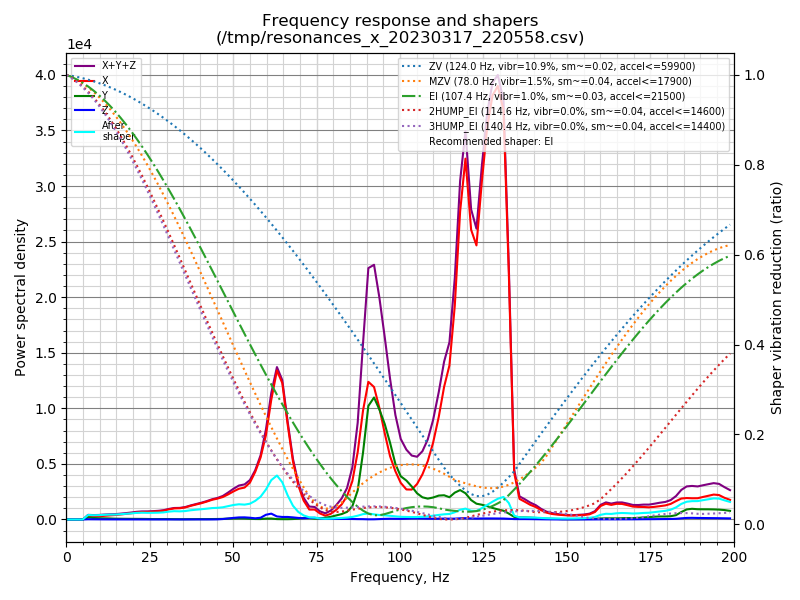 Frequency response and shapers
(/tmp/resonances_x_20230317_220558.csv)
1e4
X+Y+Z
X
Y
Z
After
shaper
ZV (124.0 Hz, vibr=10.9%, sm~=0.02, accel<=59900)
MZV (78.0 Hz, vibr=1.5%, sm~=0.04, accel<=17900)
EI (107.4 Hz, vibr=1.0%, sm~=0.03, accel<=21500)
2HUMP_EI (114.6 Hz, vibr=0.0%, sm~=0.04, accel<=14600)
3HUMP_EI (140.4 Hz, vibr=0.0%, sm~=0.04, accel<=14400)
Recommended shaper: EI
4.0
3.5
3.0
2.5
2.0
1.5
1.0
0.5
0.0
Power spectral density
1.0
0.8
0.6
0.4
0.2
0.0
Shaper vibration reduction (ratio)
0 25 50 75 100 125 150 175 200
Frequency, Hz